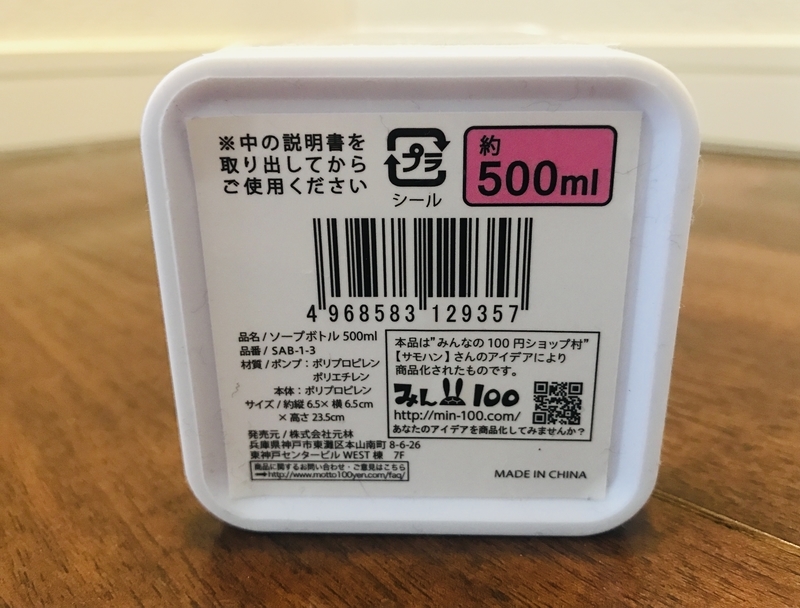 ※中の説明書を
取り出してから
ご使用ください
プラ
シール
約
500ml
4 968583 129357
品名/ソープボトル 500ml
品番/ SAB-1-3
材質/ポンプ:ポリプロピレン
ポリエチレン
本体:ポリプロピレン
サイズ/約縦 6.5× 横 6.5cm
× 高さ 23.5cm
本品は"みんなの 100 円ショップ村"
【サモハン】さんのアイデアにより
商品化されたものです。
みん100
http://min-100.com/
あなたのアイデアを商品化してみませんか?
発売元/株式会社元林
兵庫県神戸市東灘区本山南町 8-6-26
東神戸センタービル WEST 棟 7F
商品に関するお問い合わせ・ご意見はこちら
→http://www.motto100yen.com/faq/
MADE IN CHINA